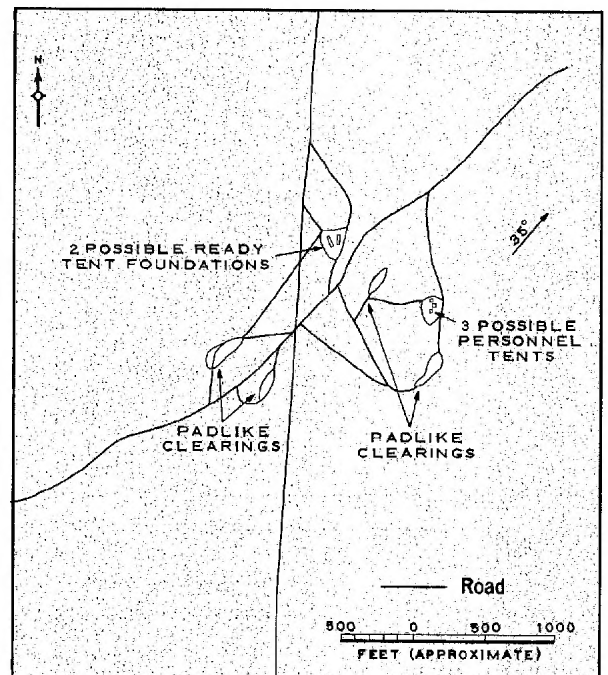 N
2 POSSIBLE READY
TENT FOUNDATIONS
35°
3 POSSIBLE
PERSONNEL
TENTS
PADLIKE
CLEARINGS
PADLIKE
CLEARINGS
Road
500 0 500 1000
FEET (APPROXIMATE)